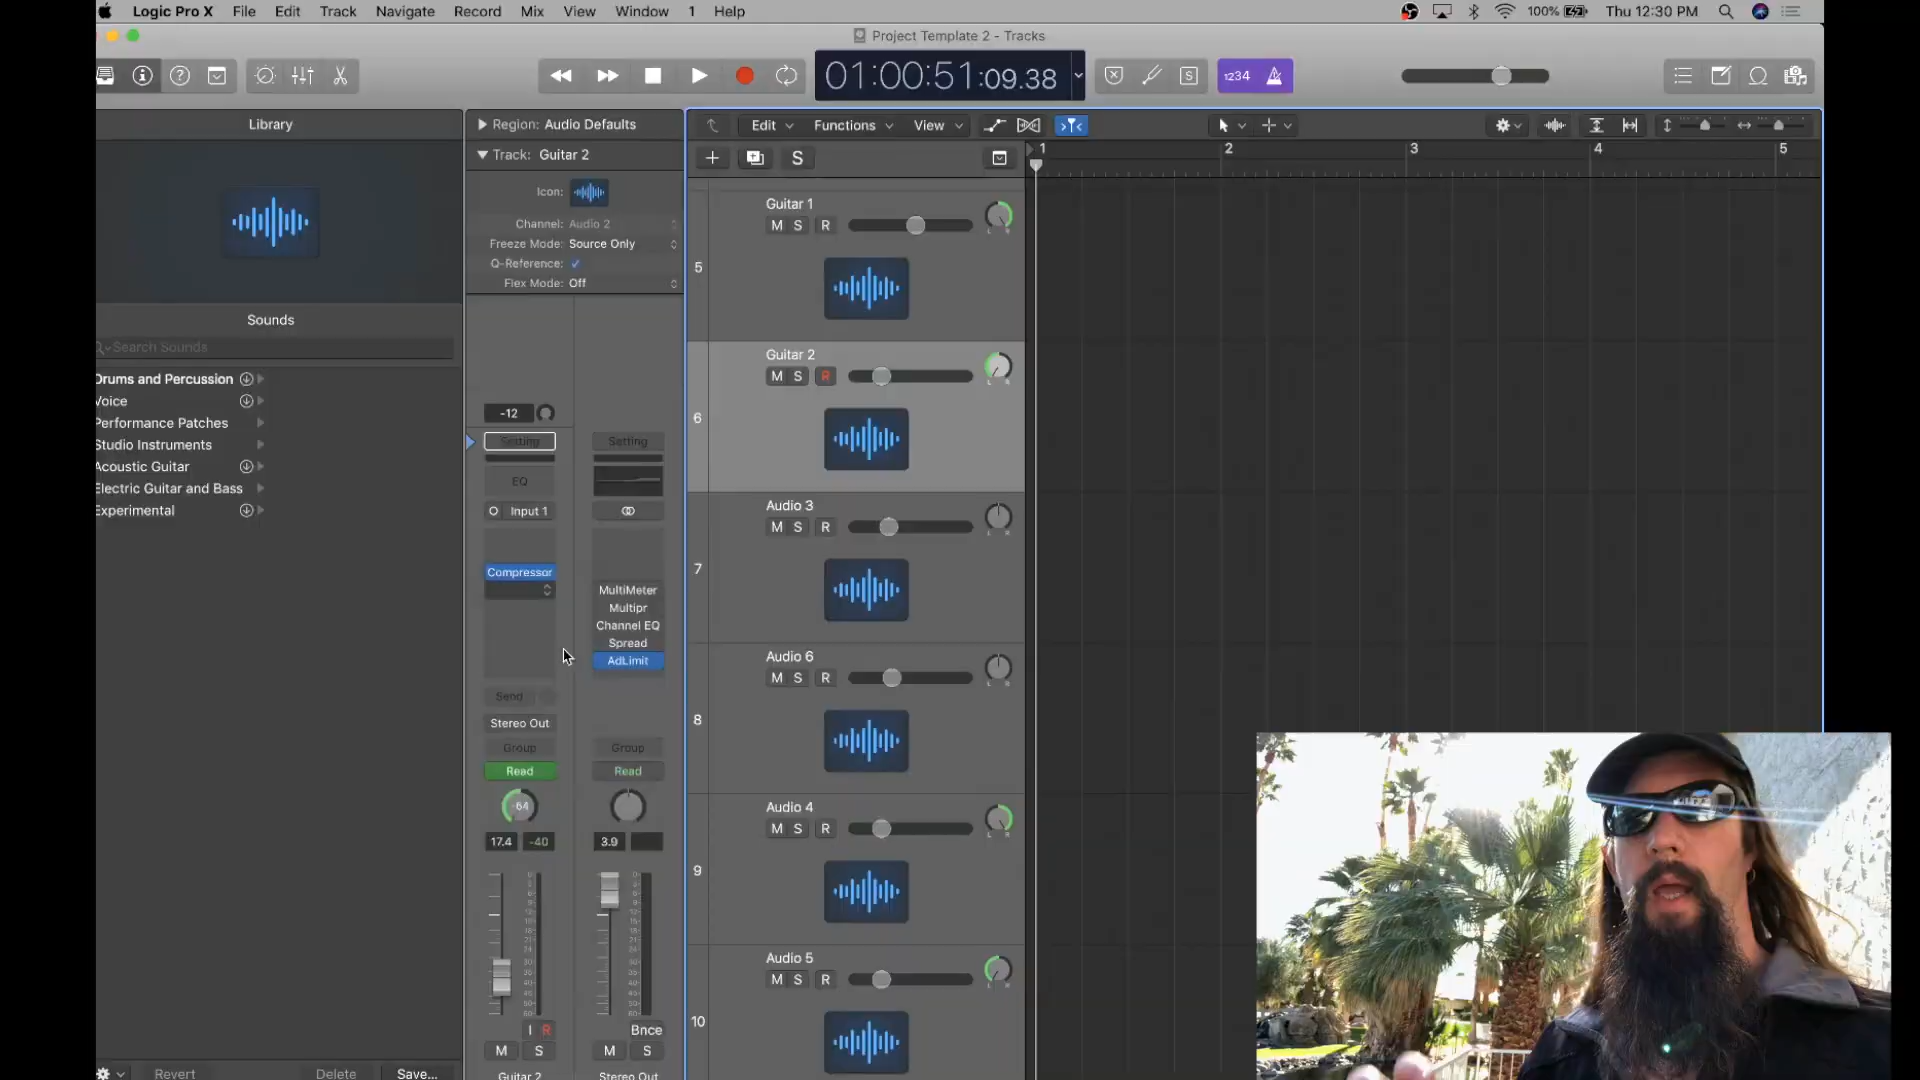 Logic Pro X File Edit Track Navigate Record Mix View Window 1 Help 100% Thu 12:30 PM
Project Template 2 - Tracks
01:00:51:09.38 S 1234
Library
Sounds
Search Sounds
Drums and Percussion
Voice
Performance Patches
Studio Instruments
Acoustic Guitar
Electric Guitar and Bass
Experimental
Revert Delete Save...
Region: Audio Defaults
Track: Guitar 2
Icon:
Channel: Audio 2
Freeze Mode: Source Only
Q-Reference:
Flex Mode: Off
-12
Setting Setting
EQ
Input 1
Compressor
MultiMeter
Multipr
Channel EQ
Spread
AdLimit
Send
Stereo Out
Group Group
Read Read
-64
17.4 -40 3.9
I R Bnce
M S M S
Guitar 2 Stereo Out
Edit Functions View
S
1 2 3 4 5
Guitar 1
M S R
L R
5
Guitar 2
M S R
L R
6
Audio 3
M S R
L R
7
Audio 6
M S R
L R
8
Audio 4
M S R
L R
9
Audio 5
M S R
L R
10